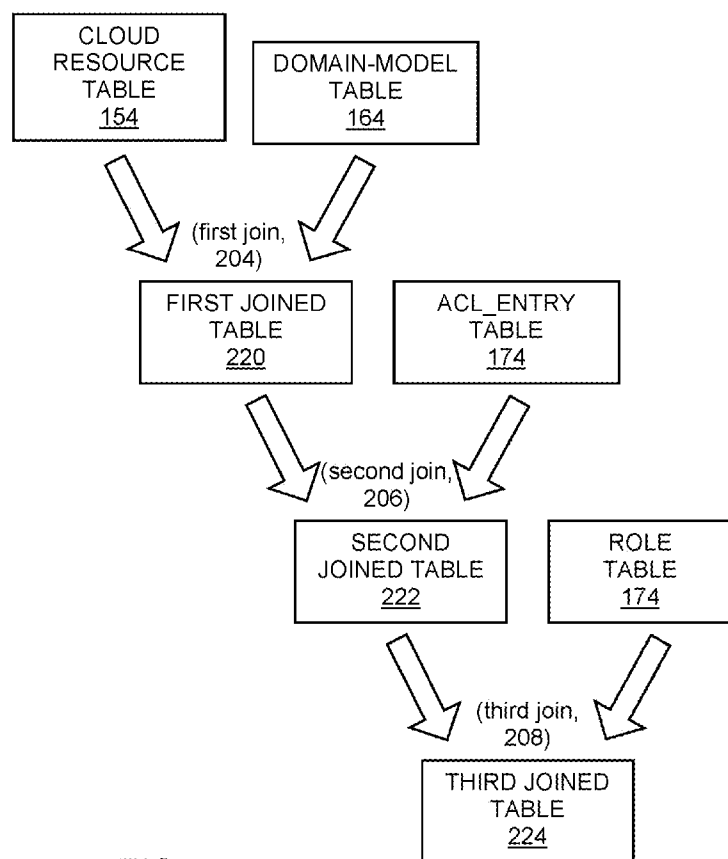 CLOUD
RESOURCE
TABLE
154
DOMAIN-MODEL
TABLE
164
(first join,
204)
FIRST JOINED
TABLE
220
ACL_ENTRY
TABLE
174
(second join,
206)
SECOND
JOINED TABLE
222
ROLE
TABLE
174
(third join,
208)
THIRD JOINED
TABLE
224